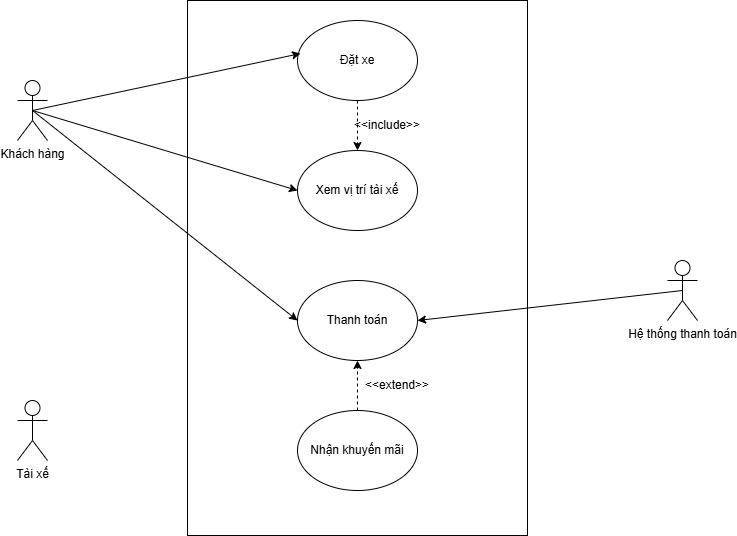 Đặt xe
<<include>>
Khách hàng
Xem vị trí tài xế
Thanh toán
Hệ thống thanh toán
<<extend>>
Nhận khuyến mãi
Tài xế